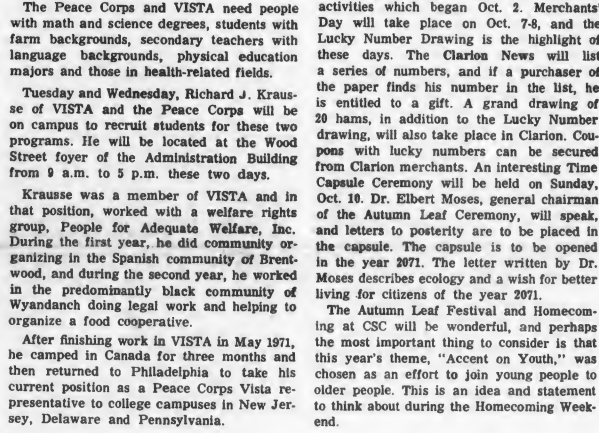 The Peace Corps and VISTA need people
with math and science degrees, students with
farm backgrounds, secondary teachers with
language backgrounds, physical education
majors and those in health-related fields.
Tuesday and Wednesday, Richard J. Kraus-
se of VISTA and the Peace Corps will be
on campus to recruit students for these two
programs. He will be located at the Wood
Street foyer of the Administration Building
from 9 a.m. to 5 p.m. these two days.
Krausse was a member of VISTA and in
that position, worked with a welfare rights
group, People for Adequate Welfare, Inc.
During the first year, he did community or-
ganizing in the Spanish community of Brent-
wood, and during the second year, he worked
in the predominantly black community of
Wyandanch doing legal work and helping to
organize a food cooperative.
After finishing work in VISTA in May 1971,
he camped in Canada for three months and
then returned to Philadelphia to take his
current position as a Peace Corps Vista re-
presentative to college campuses in New Jer-
sey, Delaware and Pennsylvania.
activities which began Oct. 2. Merchants'
Day will take place on Oct. 7-8, and the
Lucky Number Drawing is the highlight of
these days. The Clarion News will list
a series of numbers, and if a purchaser of
the paper finds his number in the list, he
is entitled to a gift. A grand drawing of
20 hams, in addition to the Lucky Number
drawing, will also take place in Clarion. Cou-
pons with lucky numbers can be secured
from Clarion merchants. An interesting Time
Capsule Ceremony will be held on Sunday,
Oct. 10. Dr. Elbert Moses, general chairman
of the Autumn Leaf Ceremony, will speak,
and letters to posterity are to be placed in
the capsule. The capsule is to be opened
in the year 2071. The letter written by Dr.
Moses describes ecology and a wish for better
living for citizens of the year 2071.
The Autumn Leaf Festival and Homecom-
ing at CSC will be wonderful, and perhaps
the most important thing to consider is that
this year's theme, "Accent on Youth," was
chosen as an effort to join young people to
older people. This is an idea and statement
to think about during the Homecoming Week-
end.